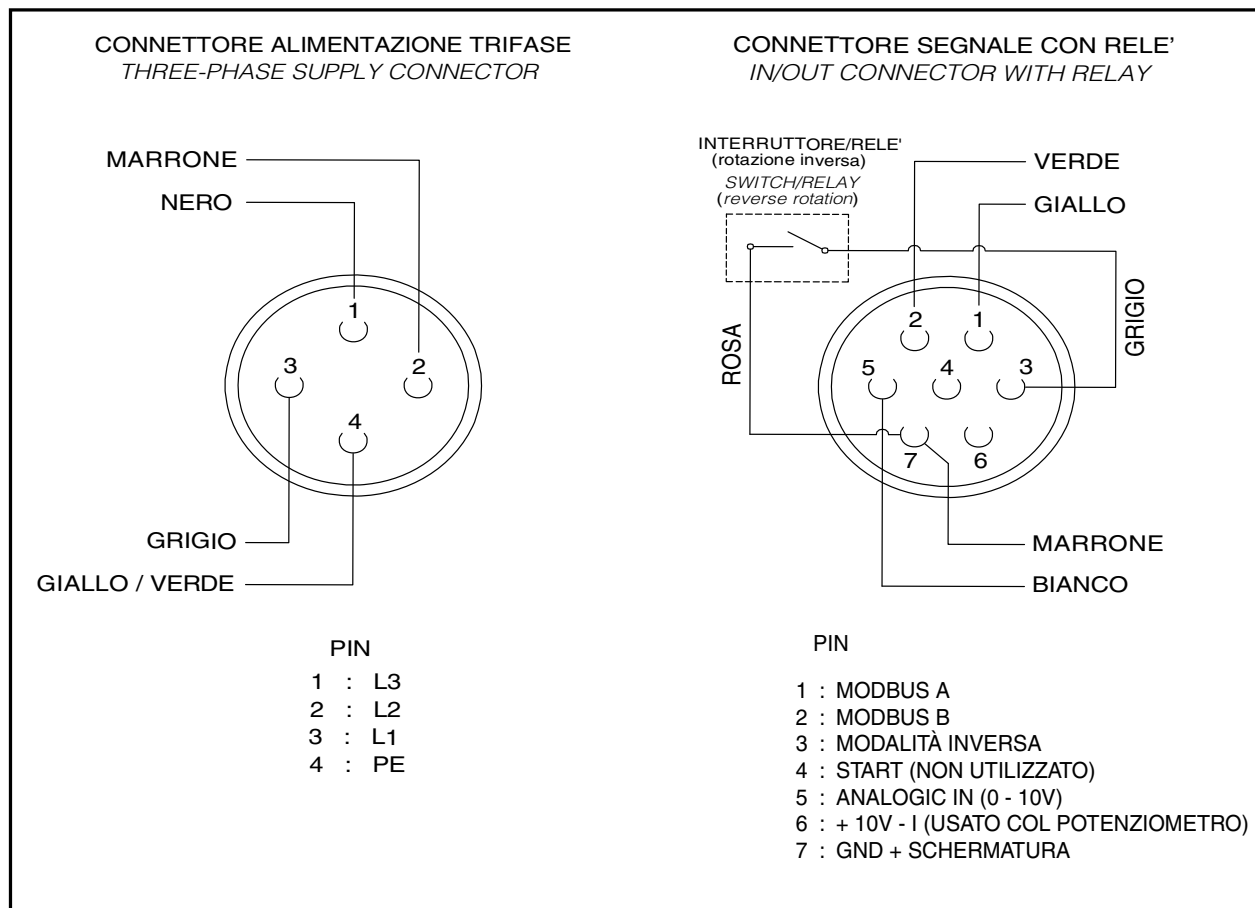 CONNETTORE ALIMENTAZIONE TRIFASE
THREE-PHASE SUPPLY CONNECTOR
MARRONE
NERO
1
3
2
4
GRIGIO
GIALLO / VERDE
PIN
1 : L3
2 : L2
3 : L1
4 : PE
CONNETTORE SEGNALE CON RELE'
IN/OUT CONNECTOR WITH RELAY
INTERRUTTORE/RELE'
(rotazione inversa)
SWITCH/RELAY
(reverse rotation)
VERDE
GIALLO
ROSA
GRIGIO
2
1
5
4
3
7
6
MARRONE
BIANCO
PIN
1 : MODBUS A
2 : MODBUS B
3 : MODALITÀ INVERSA
4 : START (NON UTILIZZATO)
5 : ANALOGIC IN (0 - 10V)
6 : + 10V - I (USATO COL POTENZIOMETRO)
7 : GND + SCHERMATURA